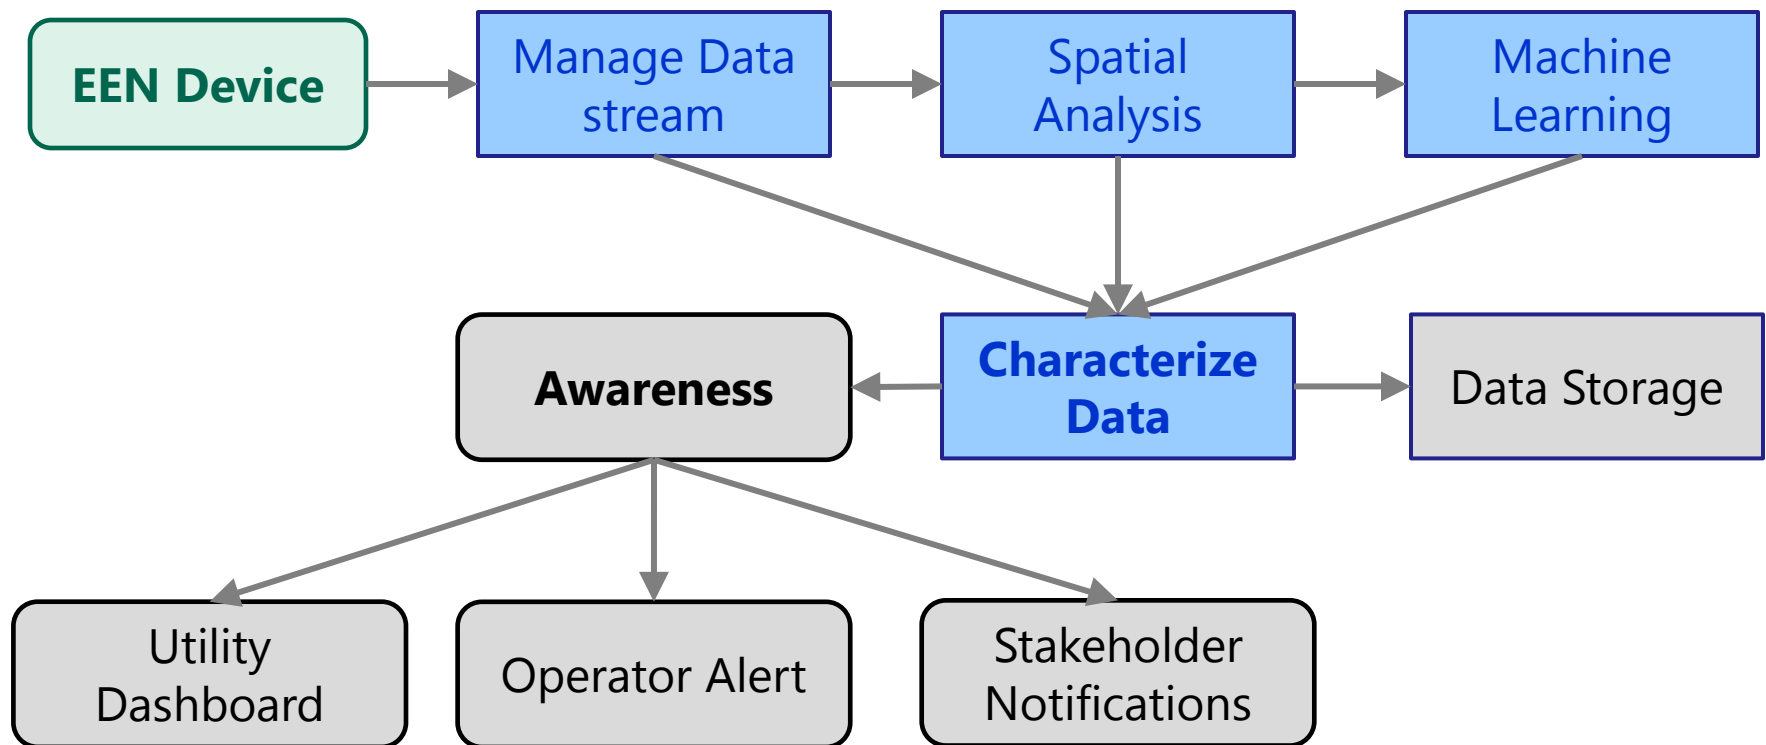 EEN Device
Manage Data
stream
Spatial
Analysis
Machine
Learning
Awareness
Characterize
Data
Data Storage
Utility
Dashboard
Operator Alert
Stakeholder
Notifications